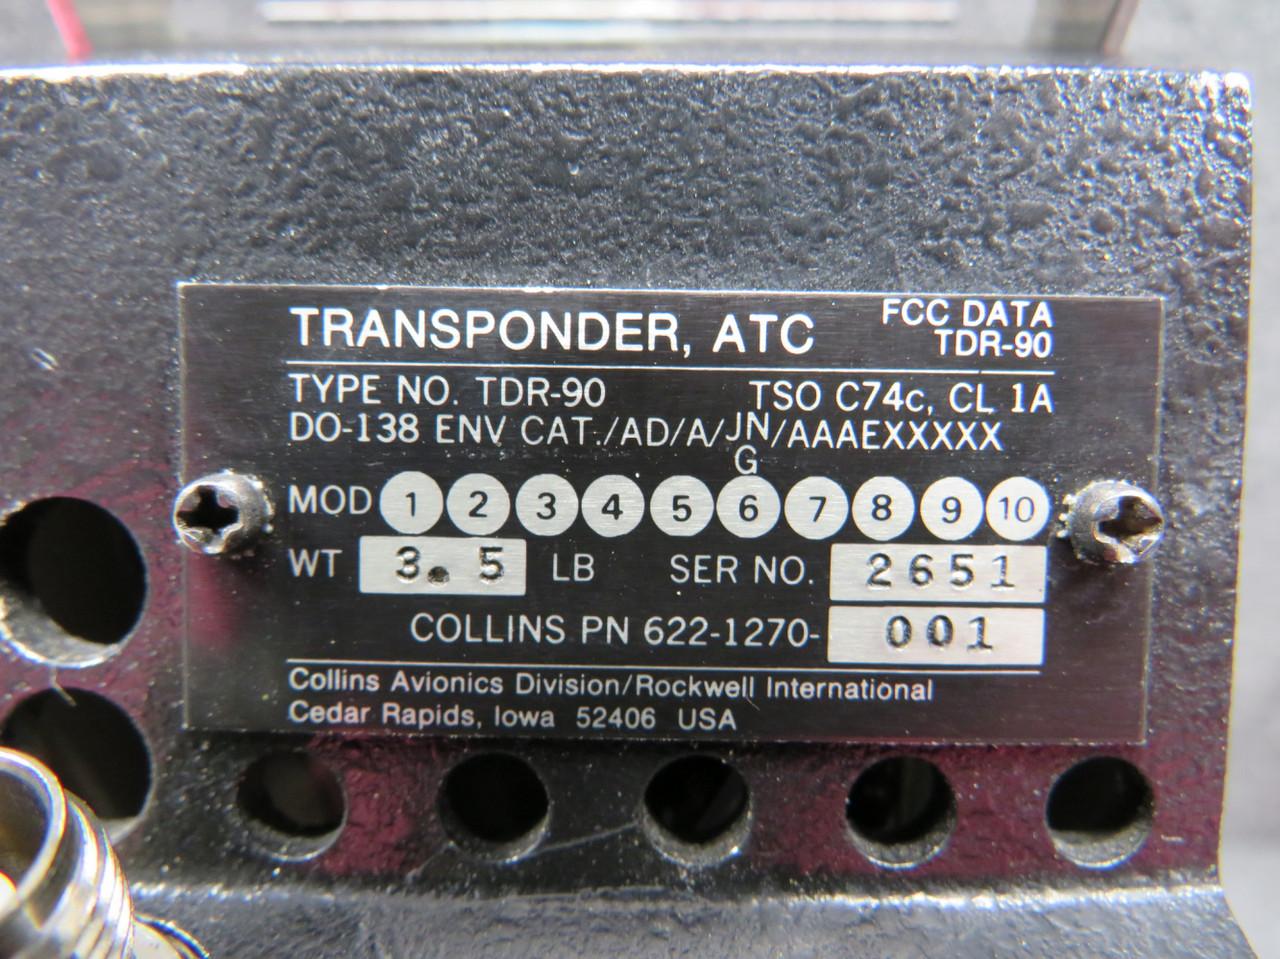 TRANSPONDER, ATC FCC DATA TDR-90
TYPE NO. TDR-90 TSO C74c, CL 1A
DO-138 ENV CAT./AD/A/JN/AAAEXXXXX
G
MOD 1 2 3 4 5 6 7 8 9 10
WT 3.5 LB SER NO. 2651
COLLINS PN 622-1270- 001
Collins Avionics Division/Rockwell International
Cedar Rapids, Iowa 52406 USA